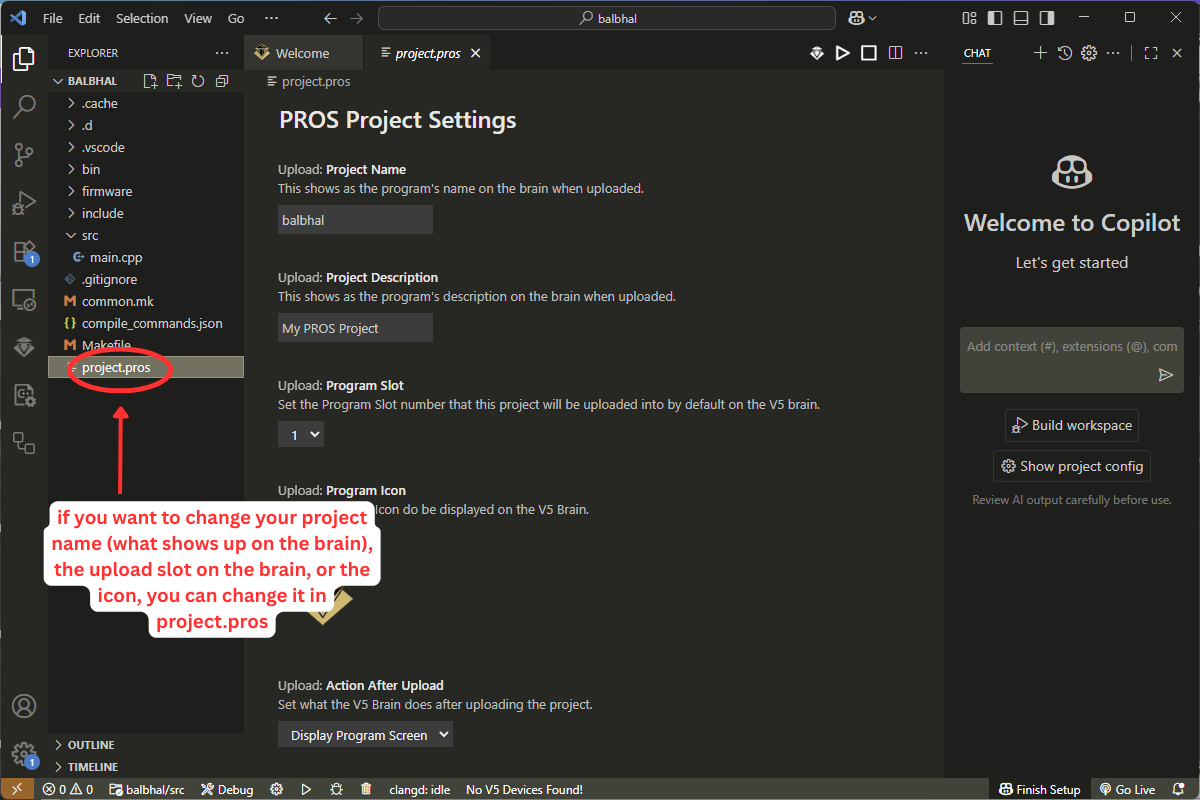 File Edit Selection View Go ··· balbhal
EXPLORER ···
Welcome
project.pros
CHAT
BALBHAL
.cache
.d
.vscode
bin
firmware
include
src
main.cpp
.gitignore
common.mk
compile_commands.json
Makefile
project.pros
OUTLINE
TIMELINE
project.pros
PROS Project Settings
Upload: Project Name
This shows as the program's name on the brain when uploaded.
balbhal
Upload: Project Description
This shows as the program's description on the brain when uploaded.
My PROS Project
Upload: Program Slot
Set the Program Slot number that this project will be uploaded into by default on the V5 brain.
1
Upload: Program Icon
Icon do be displayed on the V5 Brain.
Upload: Action After Upload
Set what the V5 Brain does after uploading the project.
Display Program Screen
if you want to change your project
name (what shows up on the brain),
the upload slot on the brain, or the
icon, you can change it in
project.pros
Welcome to Copilot
Let's get started
Add context (#), extensions (@), com
Build workspace
Show project config
Review AI output carefully before use.
1
1
0 0 balbhal/src Debug clangd: idle No V5 Devices Found! Finish Setup Go Live